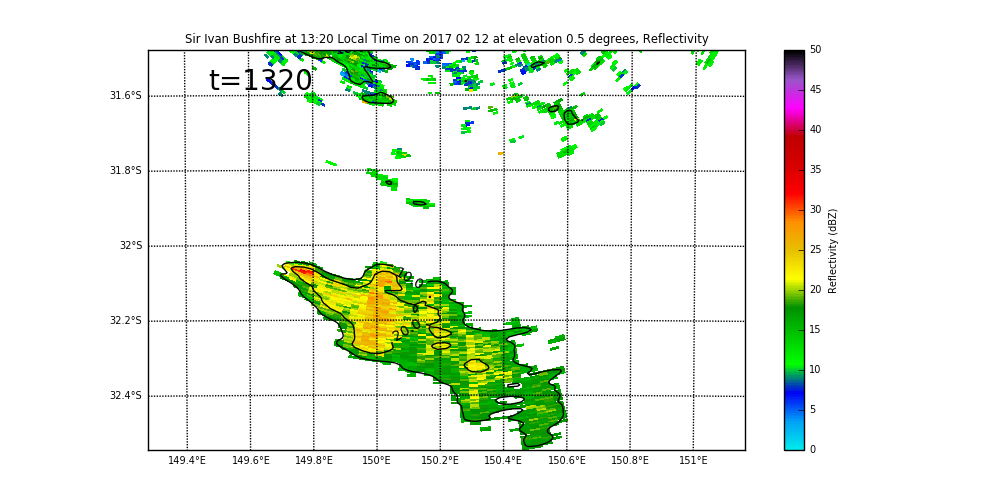 Sir Ivan Bushfire at 13:20 Local Time on 2017 02 12 at elevation 0.5 degrees, Reflectivity
t=1320
31.6°S
31.8°S
32°S
32.2°S
32.4°S
20.0
149.4°E 149.6°E 149.8°E 150°E 150.2°E 150.4°E 150.6°E 150.8°E 151°E
50
45
40
35
30
25
20
15
10
5
0
Reflectivity (dBZ)